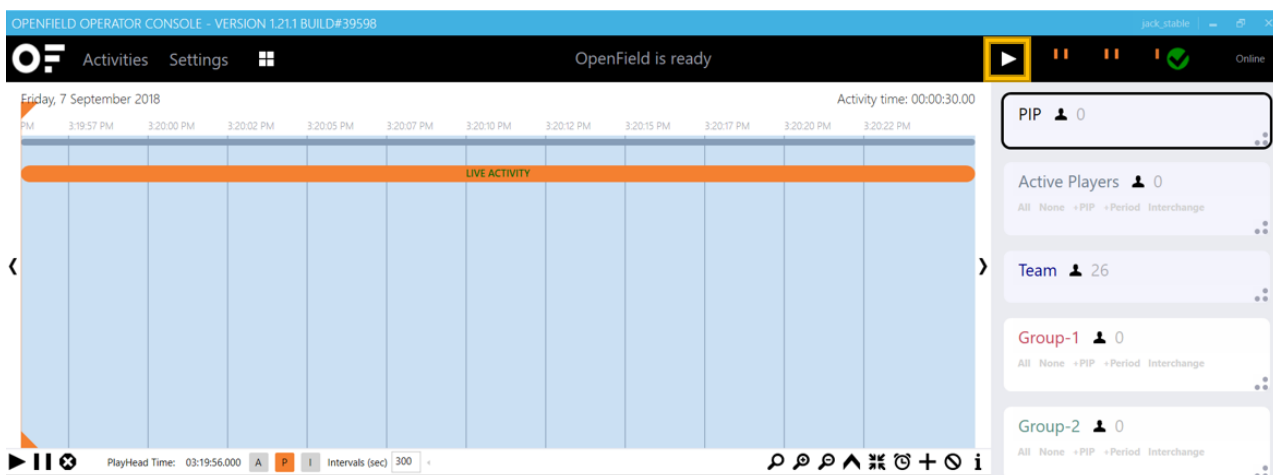 OPENFIELD OPERATOR CONSOLE - VERSION 1.21.1 BUILD#39598 jack_stable
OF Activities Settings OpenField is ready Online
Friday, 7 September 2018 Activity time: 00:00:30.00
PM 3:19:57 PM 3:20:00 PM 3:20:02 PM 3:20:05 PM 3:20:07 PM 3:20:10 PM 3:20:12 PM 3:20:15 PM 3:20:17 PM 3:20:20 PM 3:20:22 PM
LIVE ACTIVITY
PIP 0
Active Players 0
All None +PIP +Period Interchange
Team 26
Group-1 0
All None +PIP +Period Interchange
Group-2 0
All None +PIP +Period Interchange
PlayHead Time: 03:19:56.000 A P I Intervals (sec) 300